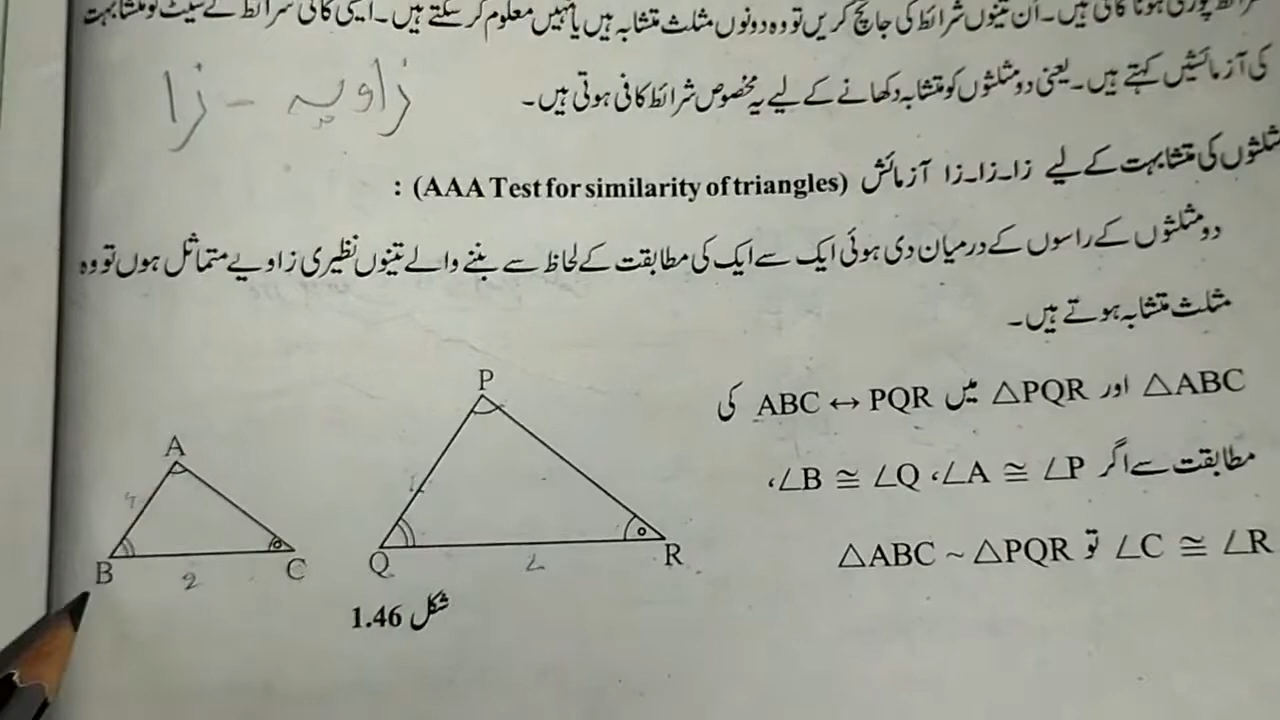 شرائط پوری ہونا کافی ہیں۔ ان تینوں شرائط کی جانچ کریں تو وہ دونوں مثلث متشابہ ہیں یا نہیں معلوم کر سکتے ہیں۔ ایسی کافی شرائط کے سیٹ کو متشابہت
کی آزمائشیں کہتے ہیں۔ یعنی دو مثلثوں کو متشابہ دکھانے کے لیے یہ مخصوص شرائط کافی ہوتی ہیں۔
زاویہ - زا
مثلثوں کی متشابہت کے لیے زا۔زا۔زا آزمائش (AAA Test for similarity of triangles) :
دو مثلثوں کے راسوں کے درمیان دی ہوئی ایک سے ایک کی مطابقت کے لحاظ سے بننے والے تینوں نظیری زاویے متماثل ہوں تو وہ
مثلث متشابہ ہوتے ہیں۔
△ABC اور △PQR میں ABC ↔ PQR کی
مطابقت سے اگر ∠A ≅ ∠P، ∠B ≅ ∠Q،
∠C ≅ ∠R تو △ABC ~ △PQR
A
B
C
2
P
Q
R
شکل 1.46